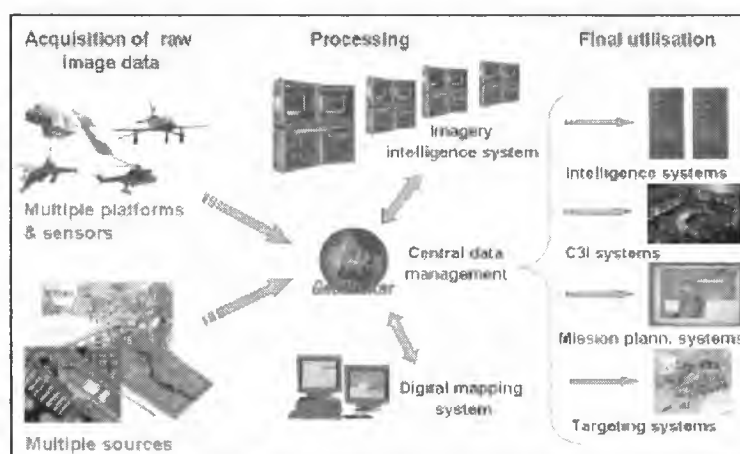 Acquisition of raw
image data
Multiple platforms
& sensors
Multiple sources
Processing
Imagery
intelligence system
Central data
management
Digital mapping
system
Final utilisation
Intelligence systems
C3I systems
Mission plann. systems
Targeting systems